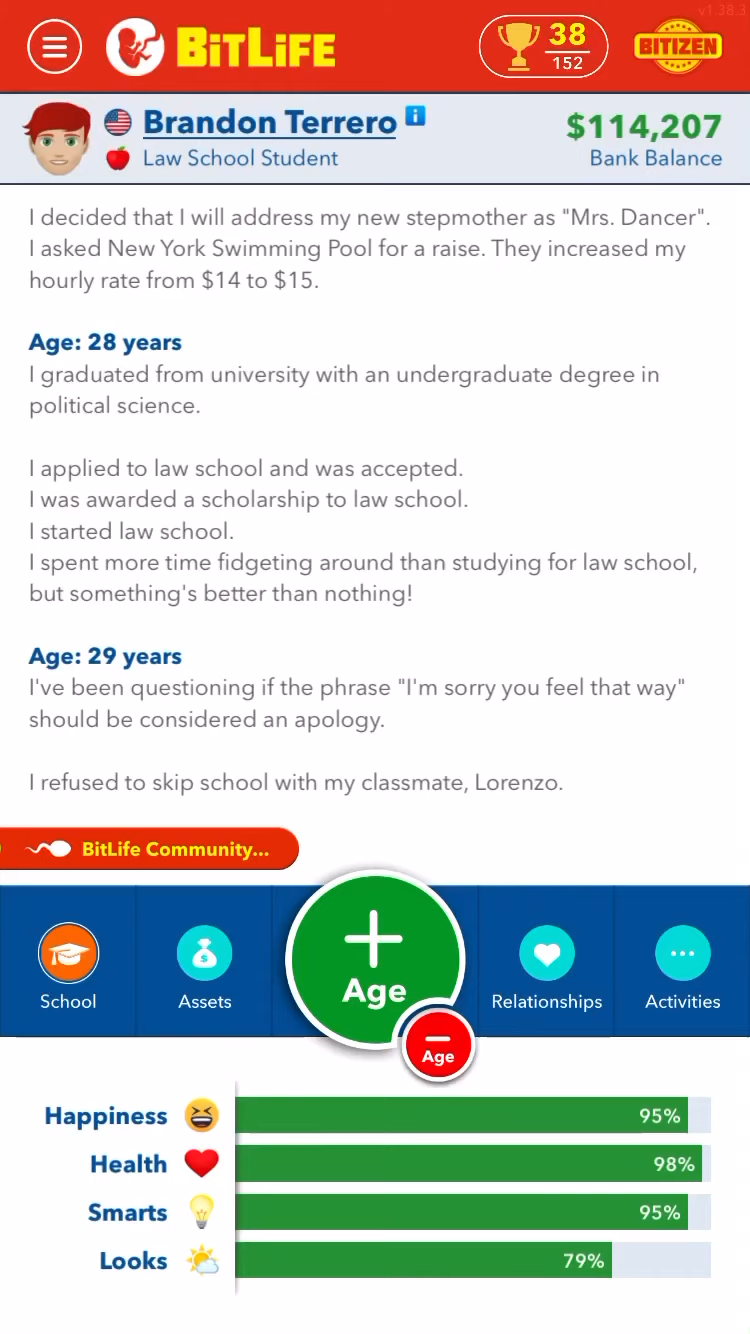 v1.38.3
BITLIFE
38
152
BITIZEN
Brandon Terrero i
$114,207
Law School Student
Bank Balance
I decided that I will address my new stepmother as "Mrs. Dancer".
I asked New York Swimming Pool for a raise. They increased my
hourly rate from $14 to $15.
Age: 28 years
I graduated from university with an undergraduate degree in
political science.
I applied to law school and was accepted.
I was awarded a scholarship to law school.
I started law school.
I spent more time fidgeting around than studying for law school,
but something's better than nothing!
Age: 29 years
I've been questioning if the phrase "I'm sorry you feel that way"
should be considered an apology.
I refused to skip school with my classmate, Lorenzo.
BitLife Community...
+
Age
School
Assets
Relationships
Activities
Age
Happiness 95%
Health 98%
Smarts 95%
Looks 79%